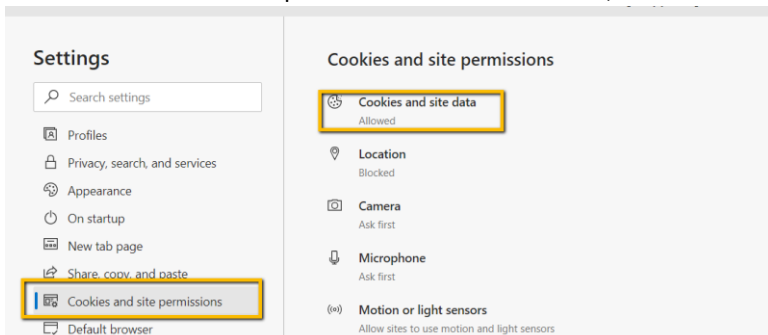 Settings
Search settings
Profiles
Privacy, search, and services
Appearance
On startup
New tab page
Share, copy, and paste
Cookies and site permissions
Default browser
Cookies and site permissions
Cookies and site data
Allowed
Location
Blocked
Camera
Ask first
Microphone
Ask first
Motion or light sensors
Allow sites to use motion and light sensors